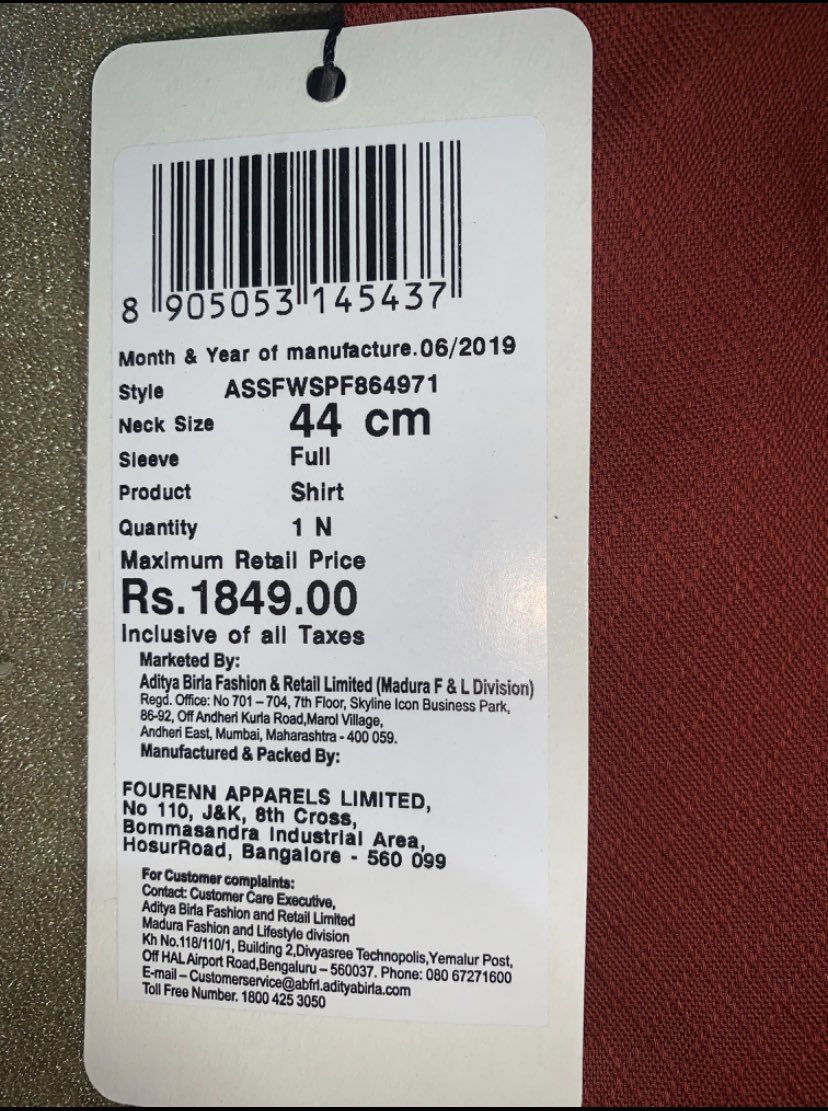 8 905053 145437
Month & Year of manufacture.06/2019
Style ASSFWSPF864971
Neck Size 44 cm
Sleeve Full
Product Shirt
Quantity 1 N
Maximum Retail Price
Rs.1849.00
Inclusive of all Taxes
Marketed By:
Aditya Birla Fashion & Retail Limited (Madura F & L Division)
Regd. Office: No 701 – 704, 7th Floor, Skyline Icon Business Park,
86-92, Off Andheri Kurla Road,Marol Village,
Andheri East, Mumbai, Maharashtra - 400 059.
Manufactured & Packed By:
FOURENN APPARELS LIMITED,
No 110, J&K, 8th Cross,
Bommasandra Industrial Area,
HosurRoad, Bangalore - 560 099
For Customer complaints:
Contact: Customer Care Executive,
Aditya Birla Fashion and Retail Limited
Madura Fashion and Lifestyle division
Kh No.118/110/1, Building 2,Divyasree Technopolis,Yemalur Post,
Off HAL Airport Road,Bengaluru – 560037. Phone: 080 67271600
E-mail – Customerservice@abfrl.adityabirla.com
Toll Free Number. 1800 425 3050